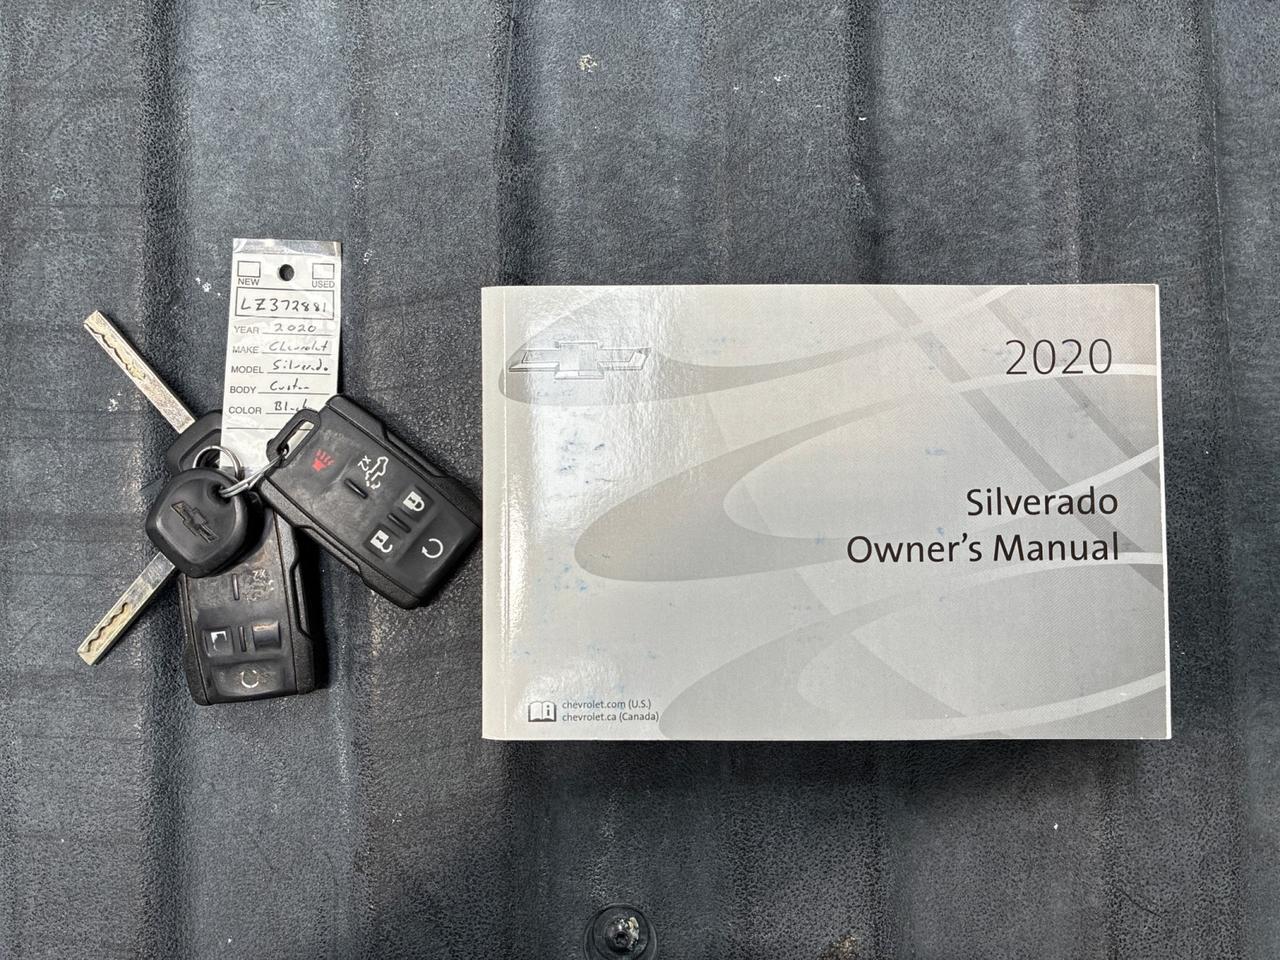 NEW USED
LZ372881
YEAR 2020
MAKE Chevrolet
MODEL Silverado
BODY Custom
COLOR Black
2020
Silverado
Owner's Manual
chevrolet.com (U.S.)
chevrolet.ca (Canada)